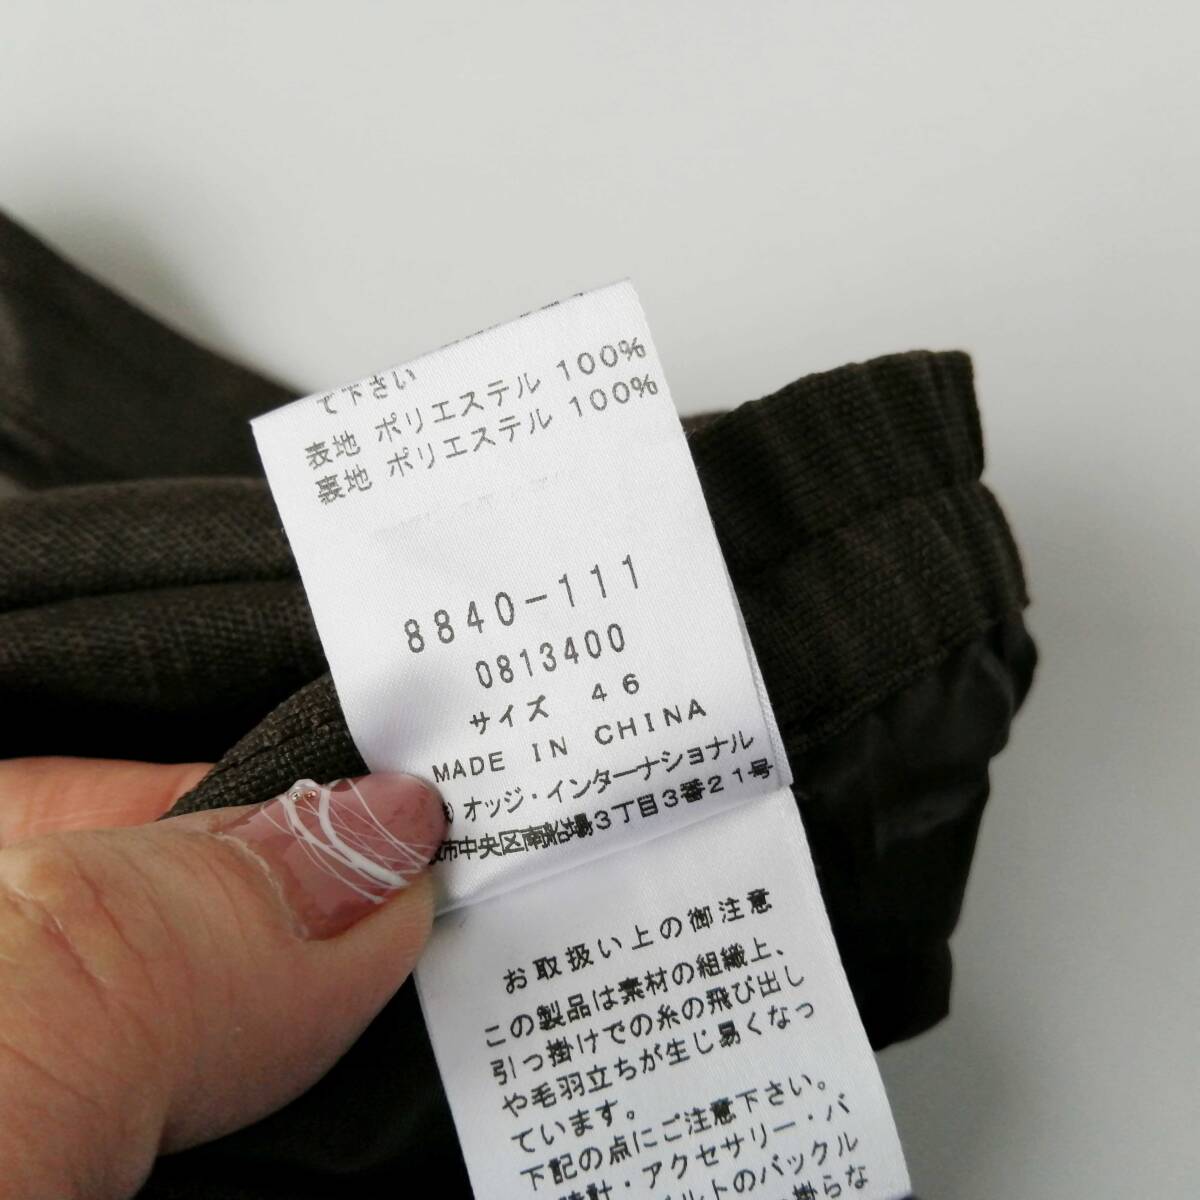 て下さい
表地 ポリエステル 100%
裏地 ポリエステル 100%
8840-111
0813400
サイズ 46
MADE IN CHINA
オッジ・インターナショナル
市中央区南船場3丁目3番21号
お取扱い上の御注意
この製品は素材の組織上、
引っ掛けでの糸の飛び出し
や毛羽立ちが生じ易くなっ
ています。
下記の点にご注意下さい。
時計・アクセサリー・バ
ルトのバックル
掛らな